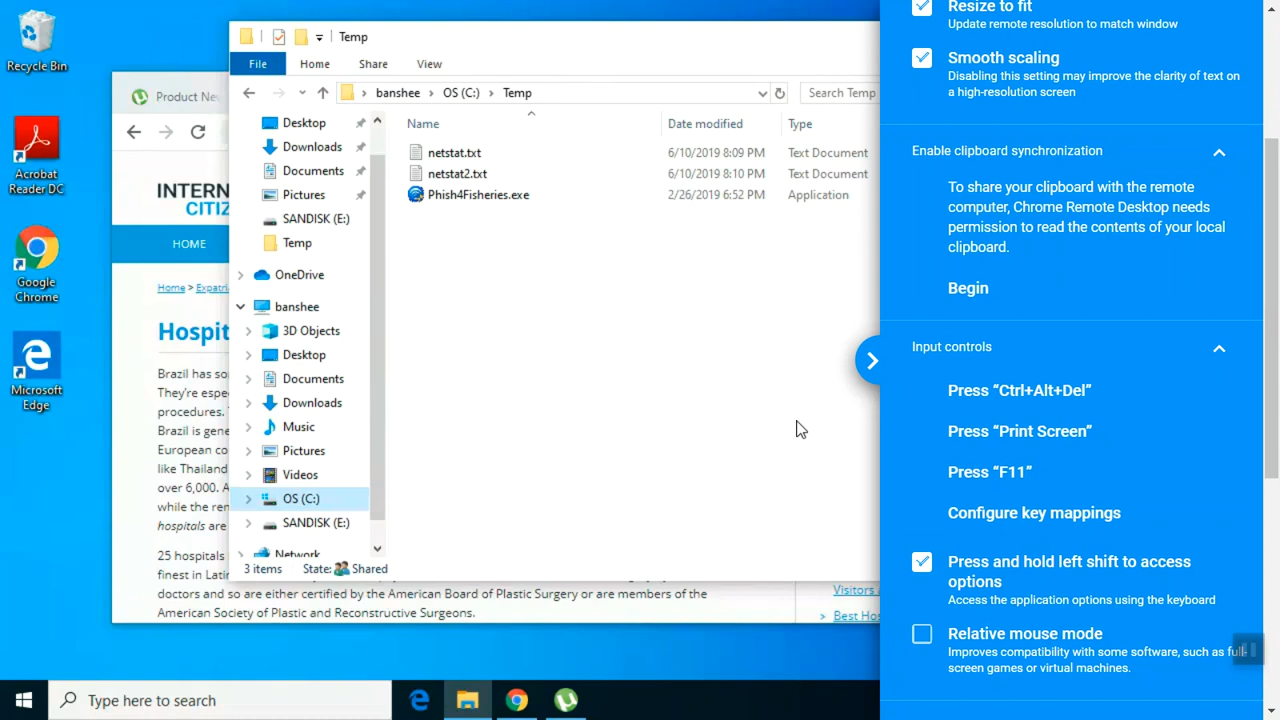 Recycle Bin
Acrobat
Reader DC
Google
Chrome
Microsoft
Edge
Product Ne
INTERN
CITIZ
HOME
Home > Expatri
Hospit
Brazil has so
They're espe
procedures. T
Brazil is gene
European co
like Thailand
over 6,000. A
while the ren
hospitals are
25 hospitals
finest in Latin
doctors and so are either certified by the American Board of Plastic Surgery or are members of the
American Society of Plastic and Reconstructive Surgeons.
Visitors
> Best Hos
Temp
File Home Share View
banshee > OS (C:) > Temp
Search Temp
Desktop
Downloads
Documents
Pictures
SANDISK (E:)
Temp
OneDrive
banshee
3D Objects
Desktop
Documents
Downloads
Music
Pictures
Videos
OS (C:)
SANDISK (E:)
Network
Name Date modified Type
netstat.txt 6/10/2019 8:09 PM Text Document
netstat2.txt 6/10/2019 8:10 PM Text Document
Phish4Fisheries.exe 2/26/2019 6:52 PM Application
3 items State: Shared
Type here to search
Resize to fit
Update remote resolution to match window
Smooth scaling
Disabling this setting may improve the clarity of text on
a high-resolution screen
Enable clipboard synchronization
To share your clipboard with the remote
computer, Chrome Remote Desktop needs
permission to read the contents of your local
clipboard.
Begin
Input controls
Press “Ctrl+Alt+Del”
Press “Print Screen”
Press “F11”
Configure key mappings
Press and hold left shift to access
options
Access the application options using the keyboard
Relative mouse mode
Improves compatibility with some software, such as full-
screen games or virtual machines.